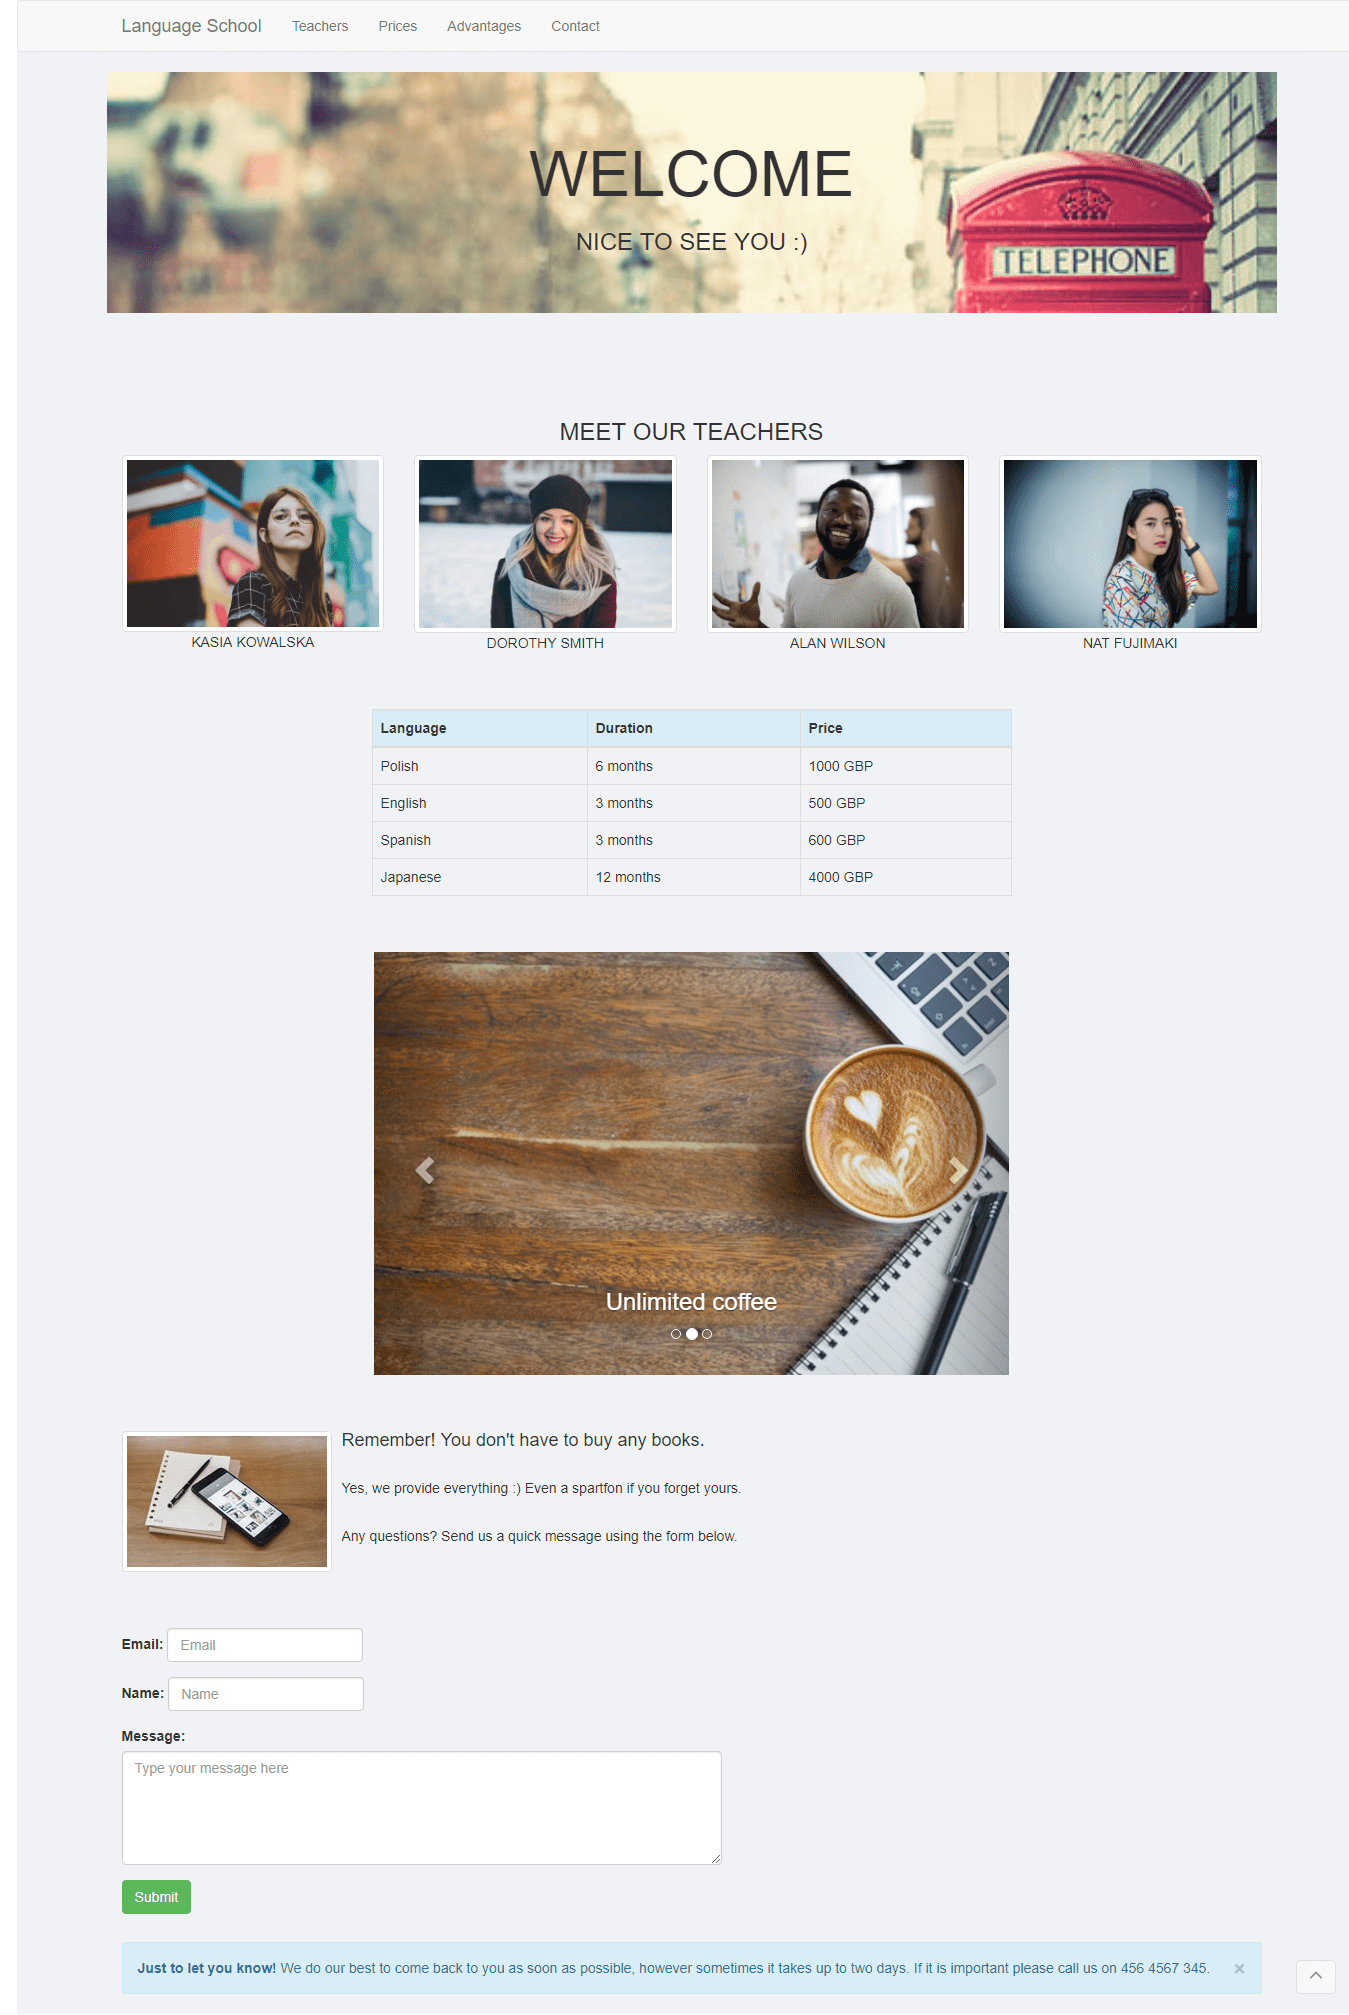 Language School Teachers Prices Advantages Contact
WELCOME
NICE TO SEE YOU :)
TELEPHONE
MEET OUR TEACHERS
KASIA KOWALSKA DOROTHY SMITH ALAN WILSON NAT FUJIMAKI
Language Duration Price
Polish 6 months 1000 GBP
English 3 months 500 GBP
Spanish 3 months 600 GBP
Japanese 12 months 4000 GBP
Unlimited coffee
Remember! You don't have to buy any books.
Yes, we provide everything :) Even a spartfon if you forget yours.
Any questions? Send us a quick message using the form below.
Email: Email
Name: Name
Message:
Type your message here
Submit
Just to let you know! We do our best to come back to you as soon as possible, however sometimes it takes up to two days. If it is important please call us on 456 4567 345. ×